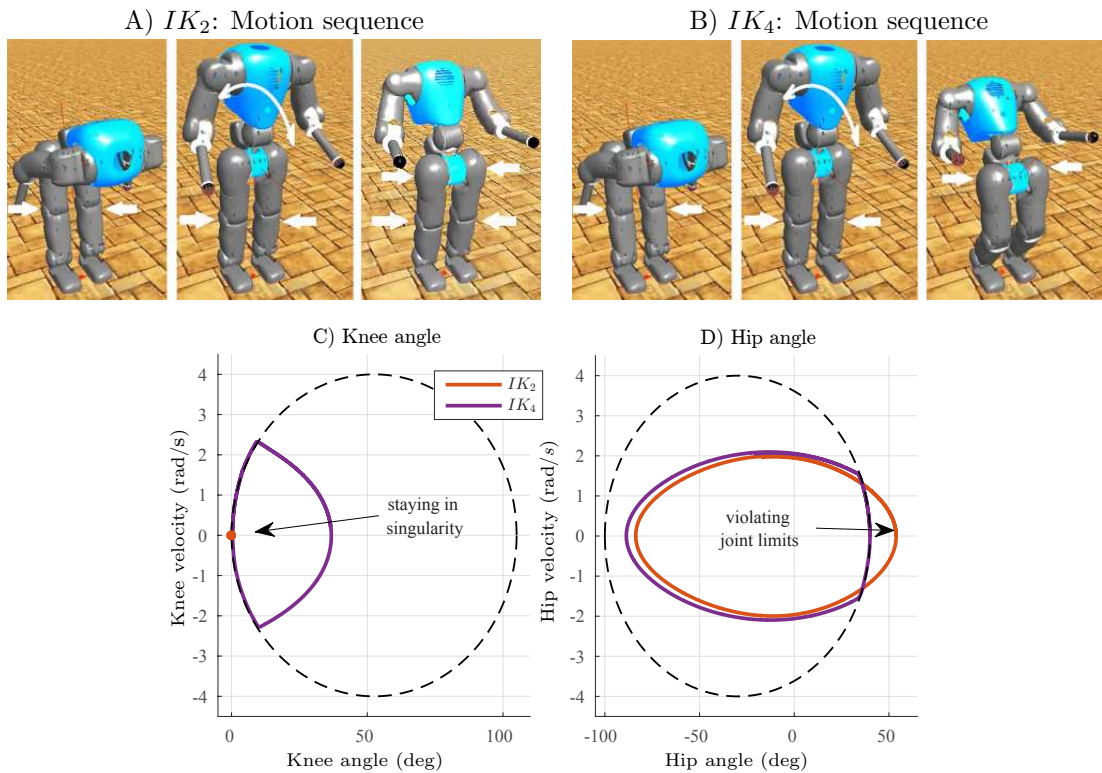 A) IK₂: Motion sequence
B) IK₄: Motion sequence
C) Knee angle
4
3
2
1
0
-1
-2
-3
-4
Knee velocity (rad/s)
0
50
100
Knee angle (deg)
IK₂
IK₄
staying in
singularity
D) Hip angle
4
3
2
1
0
-1
-2
-3
-4
Hip velocity (rad/s)
-100
-50
0
50
Hip angle (deg)
violating
joint limits